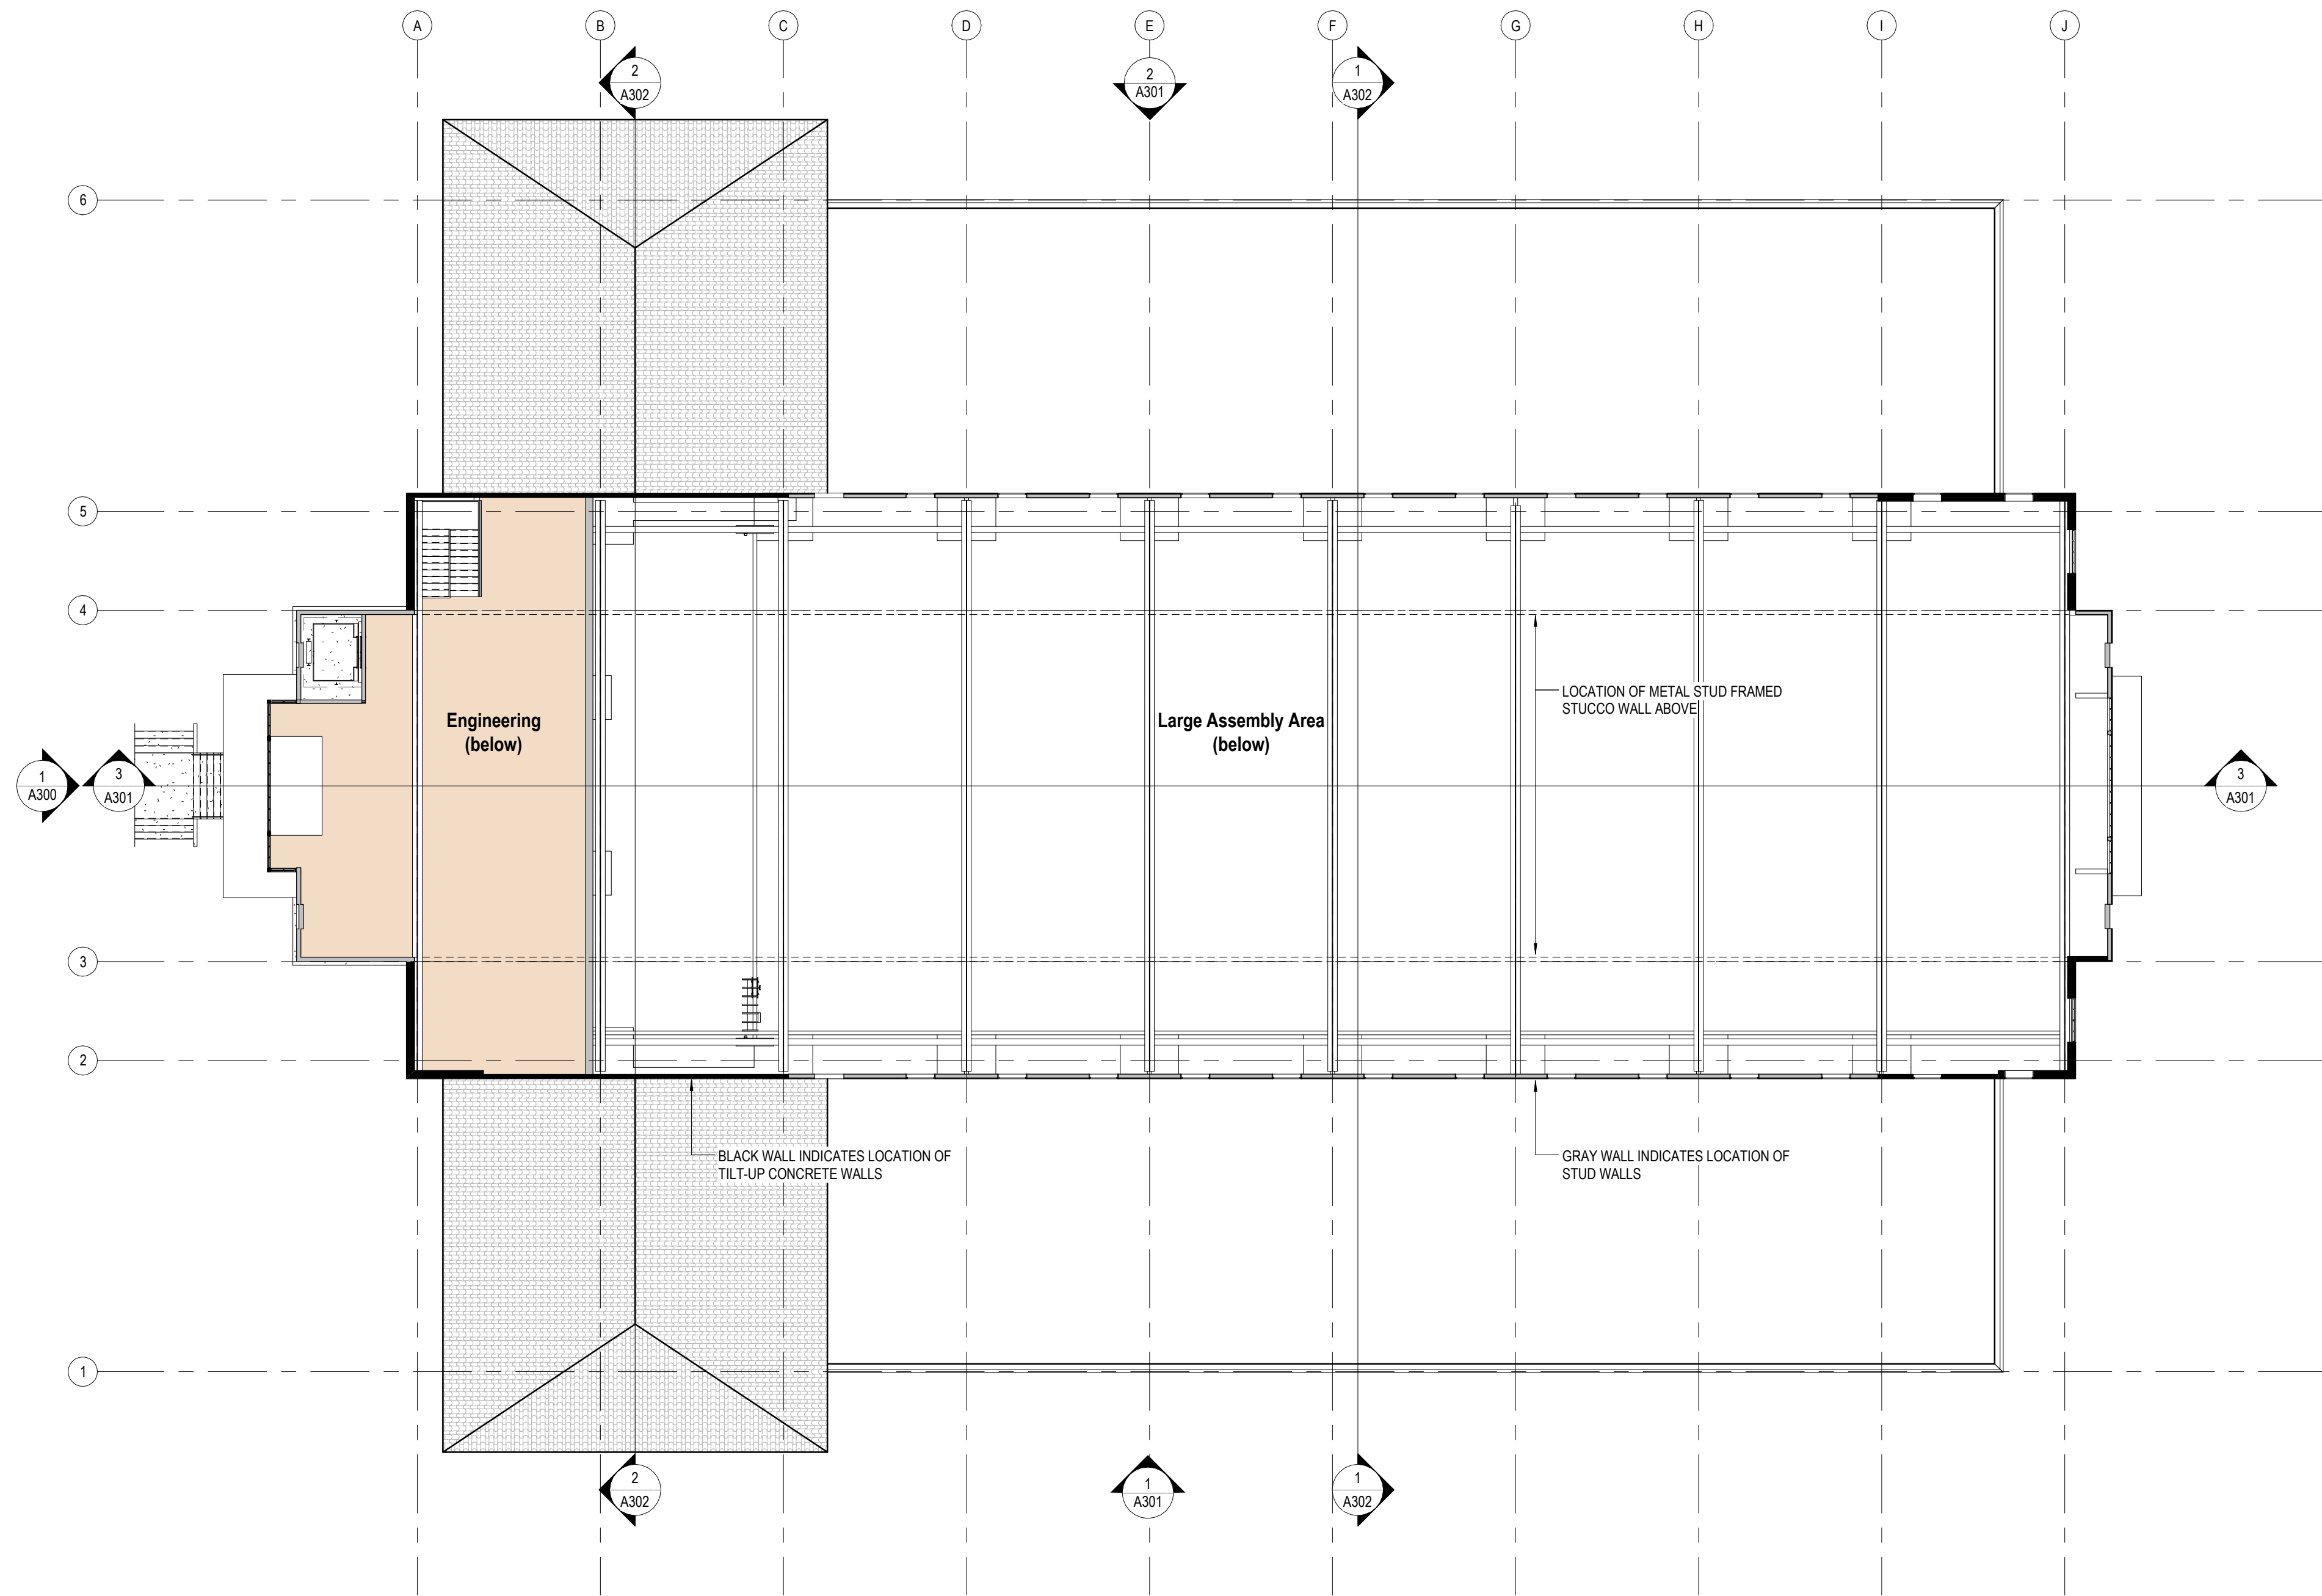 A
B
C
D
E
F
G
H
I
J
2
A302
2
A301
1
A302
6
5
4
LOCATION OF METAL STUD FRAMED
STUCCO WALL ABOVE
Engineering
(below)
Large Assembly Area
(below)
1
A300
3
A301
3
A301
3
2
BLACK WALL INDICATES LOCATION OF
TILT-UP CONCRETE WALLS
GRAY WALL INDICATES LOCATION OF
STUD WALLS
1
2
A302
1
A301
1
A302